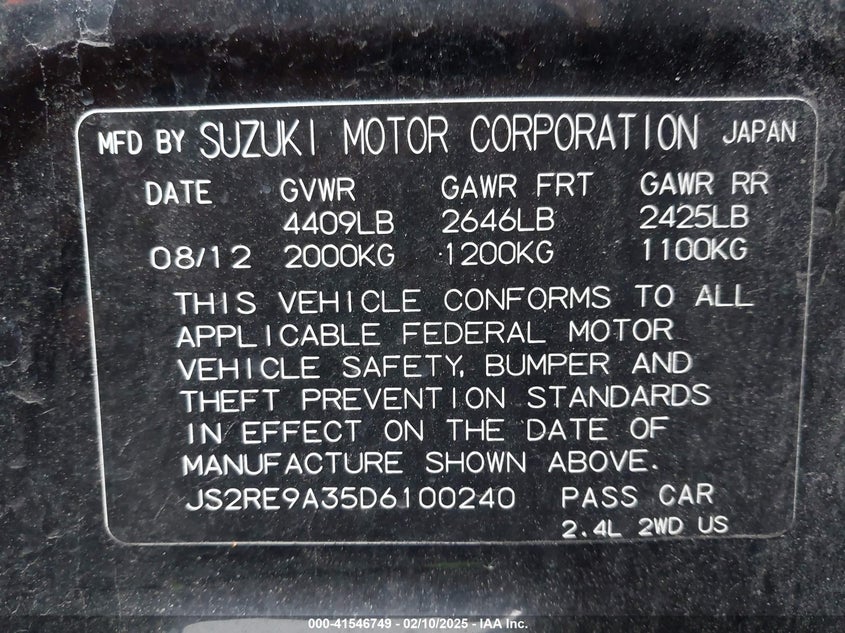 MFD BY SUZUKI MOTOR CORPORATION JAPAN
DATE GVWR GAWR FRT GAWR RR
4409LB 2646LB 2425LB
08/12 2000KG 1200KG 1100KG
THIS VEHICLE CONFORMS TO ALL
APPLICABLE FEDERAL MOTOR
VEHICLE SAFETY, BUMPER AND
THEFT PREVENTION STANDARDS
IN EFFECT ON THE DATE OF
MANUFACTURE SHOWN ABOVE.
JS2RE9A35D6100240 PASS CAR
2.4L 2WD US
000-41546749 - 02/10/2025 - IAA Inc.